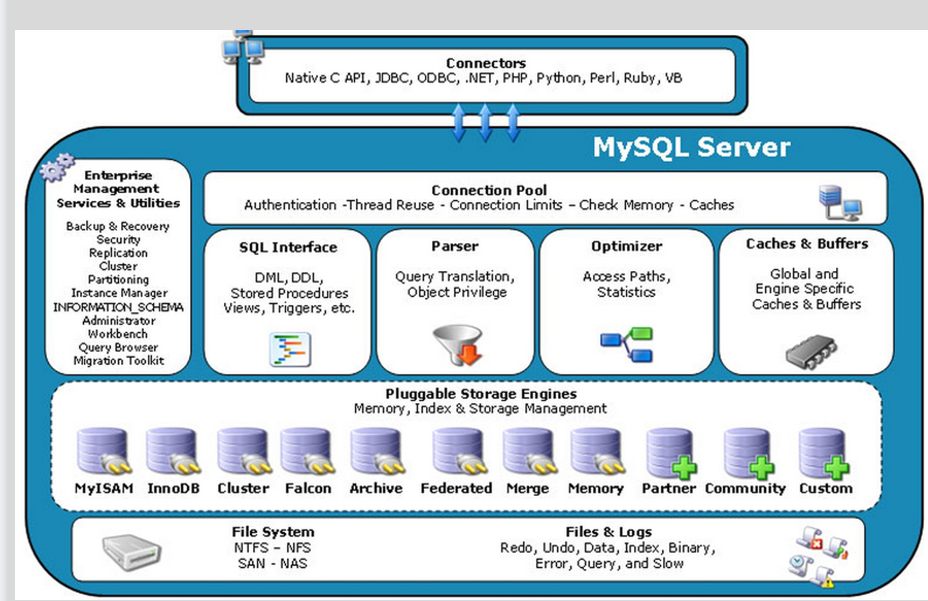 Connectors
Native C API, JDBC, ODBC, .NET, PHP, Python, Perl, Ruby, VB
MySQL Server
Enterprise
Management
Services & Utilities
Backup & Recovery
Security
Replication
Cluster
Partitioning
Instance Manager
INFORMATION_SCHEMA
Administrator
Workbench
Query Browser
Migration Toolkit
Connection Pool
Authentication -Thread Reuse - Connection Limits – Check Memory - Caches
SQL Interface
DML, DDL,
Stored Procedures
Views, Triggers, etc.
Parser
Query Translation,
Object Privilege
Optimizer
Access Paths,
Statistics
Caches & Buffers
Global and
Engine Specific
Caches & Buffers
Pluggable Storage Engines
Memory, Index & Storage Management
MyISAM InnoDB Cluster Falcon Archive Federated Merge Memory Partner Community Custom
File System
NTFS – NFS
SAN - NAS
Files & Logs
Redo, Undo, Data, Index, Binary,
Error, Query, and Slow